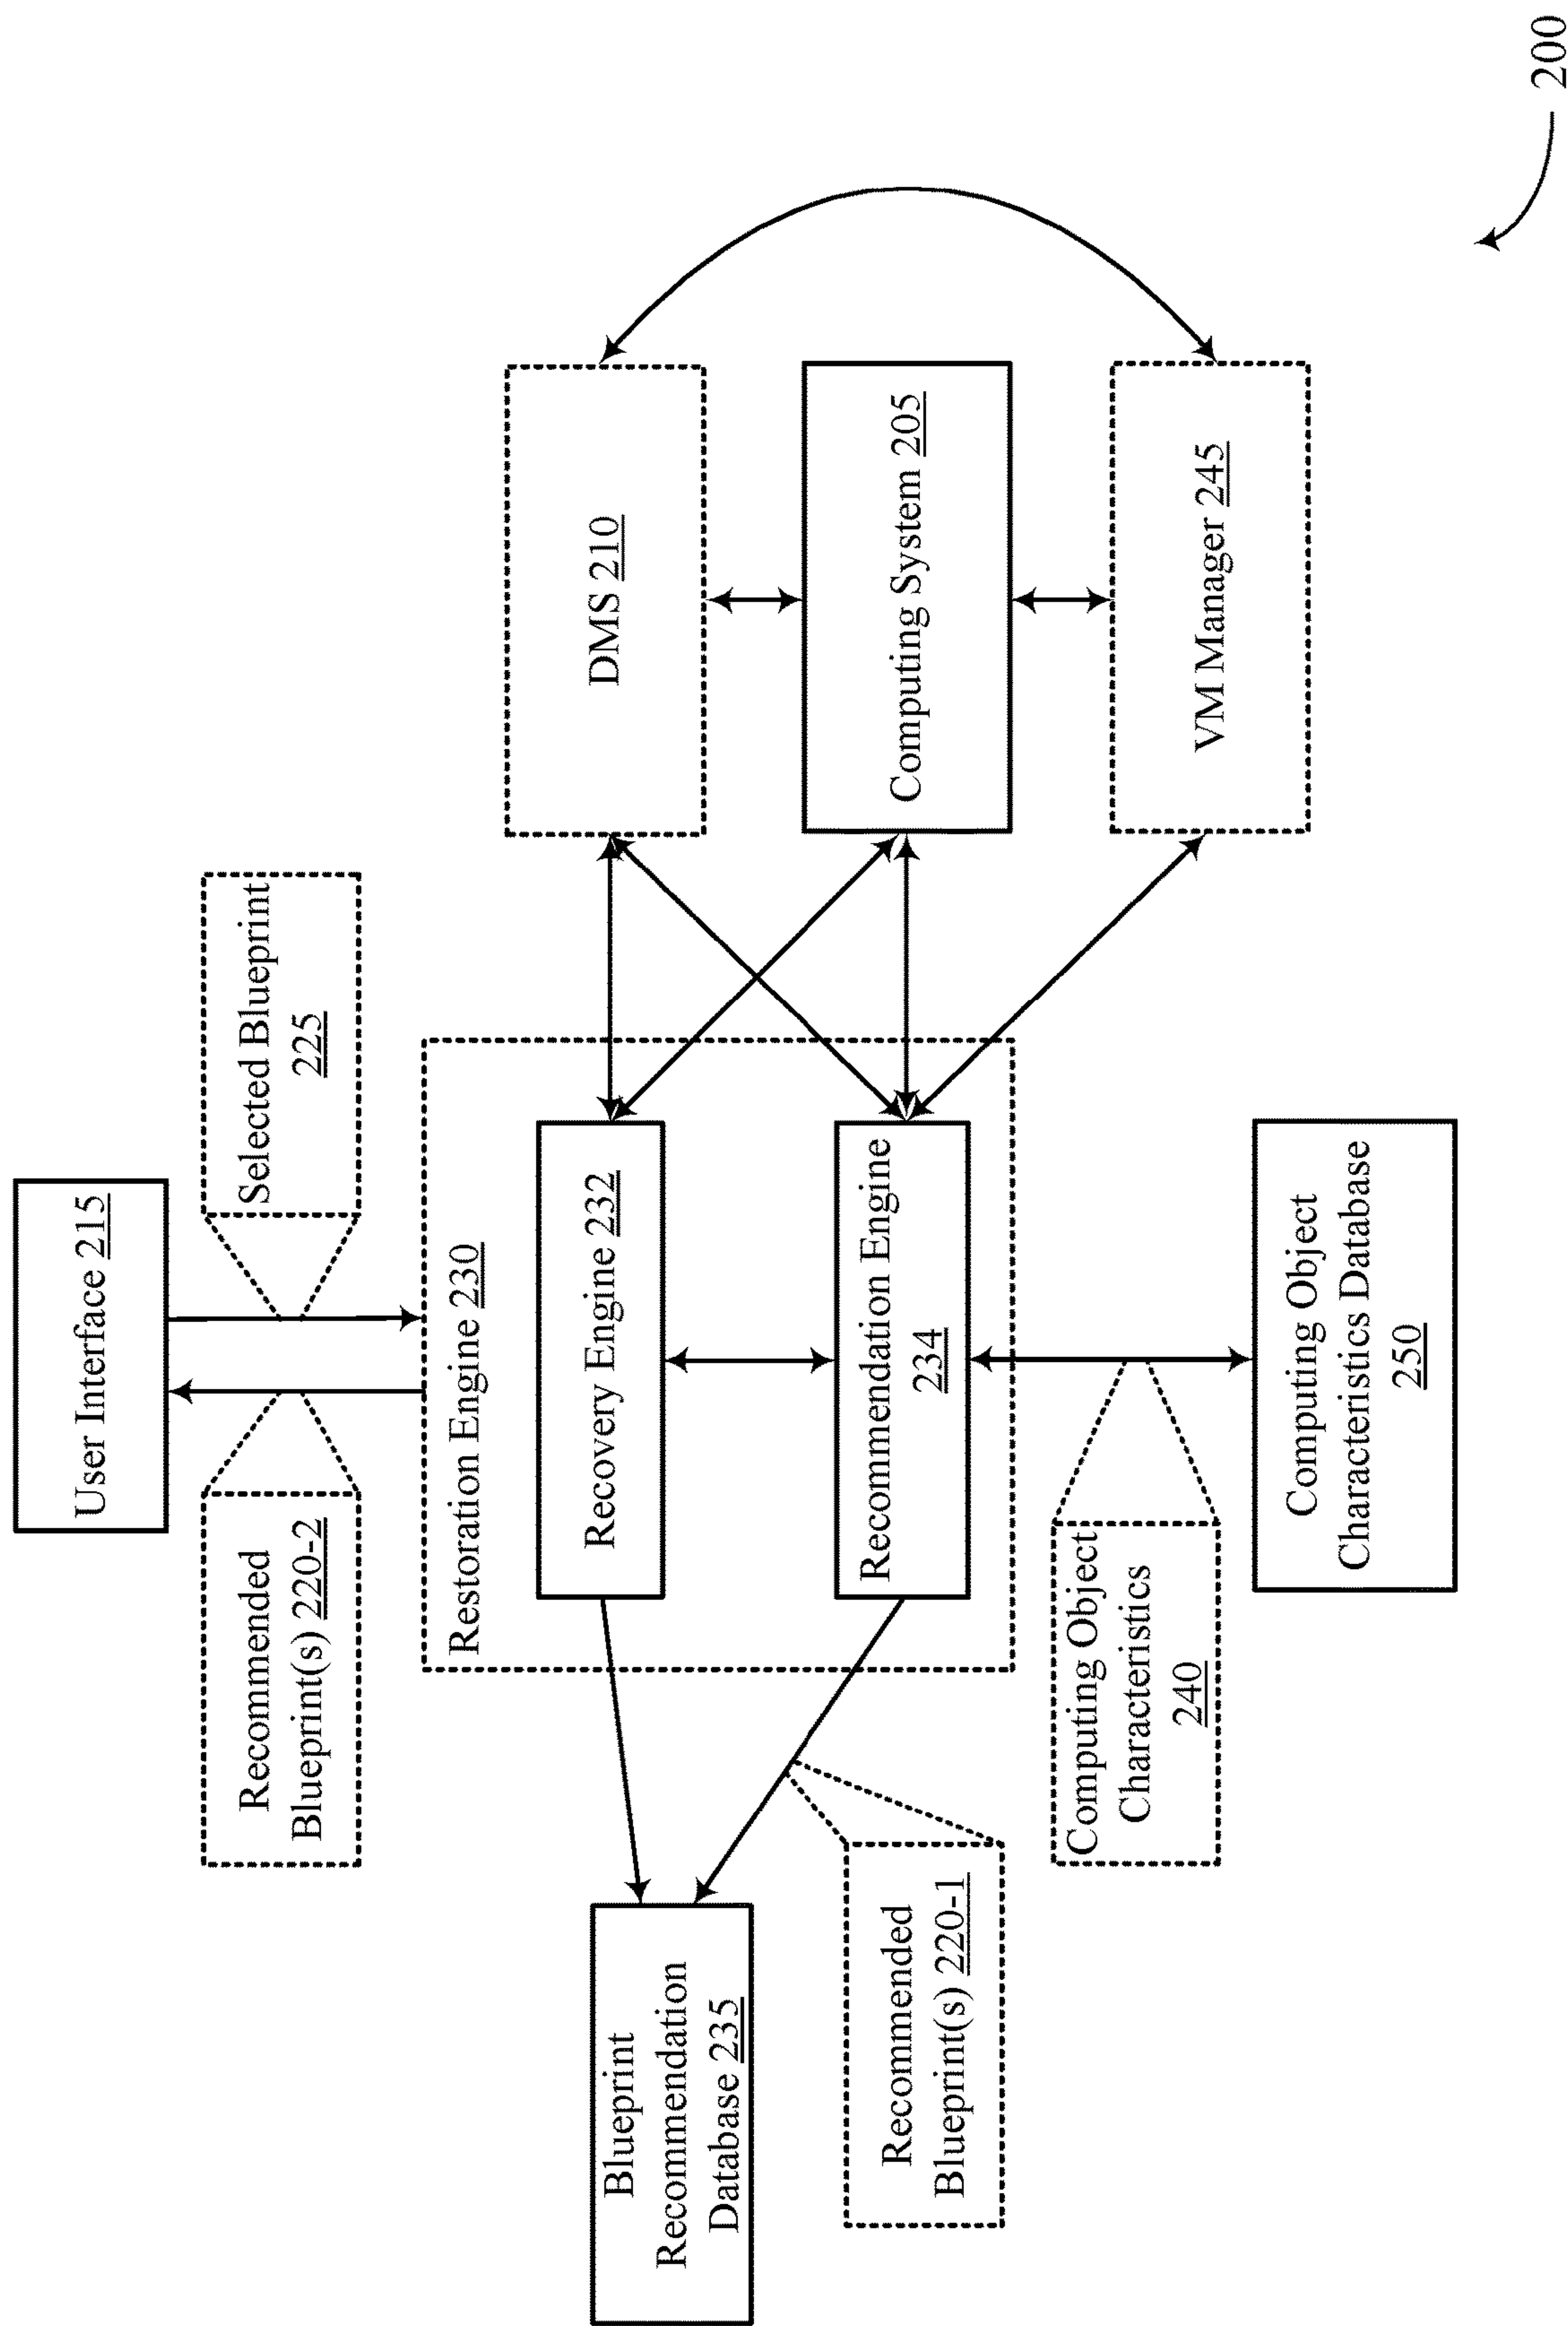 User Interface 215
Recommended
Blueprint(s) 220-2
Selected Blueprint
225
Restoration Engine 230
Recovery Engine 232
Recommendation Engine
234
Blueprint
Recommendation
Database 235
Recommended
Blueprint(s) 220-1
DMS 210
Computing System 205
VM Manager 245
Computing Object
Characteristics
240
Computing Object
Characteristics Database
250
200